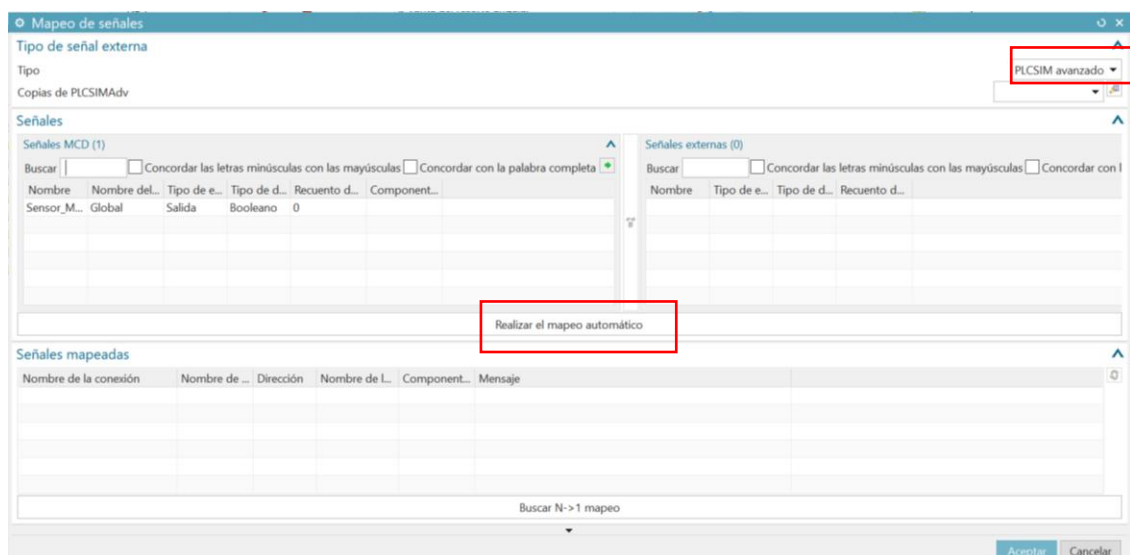 Mapeo de señales
Tipo de señal externa
Tipo PLCSIM avanzado
Copias de PLCSIMAdv
Señales
Señales MCD (1) Señales externas (0)
Buscar Concordar las letras minúsculas con las mayúsculas Concordar con la palabra completa Buscar Concordar las letras minúsculas con las mayúsculas Concordar con l
Nombre Nombre del... Tipo de e... Tipo de d... Recuento d... Component... Nombre Tipo de e... Tipo de d... Recuento d...
Sensor_M... Global Salida Booleano 0
Realizar el mapeo automático
Señales mapeadas
Nombre de la conexión Nombre de ... Dirección Nombre de l... Component... Mensaje
Buscar N->1 mapeo
Aceptar Cancelar